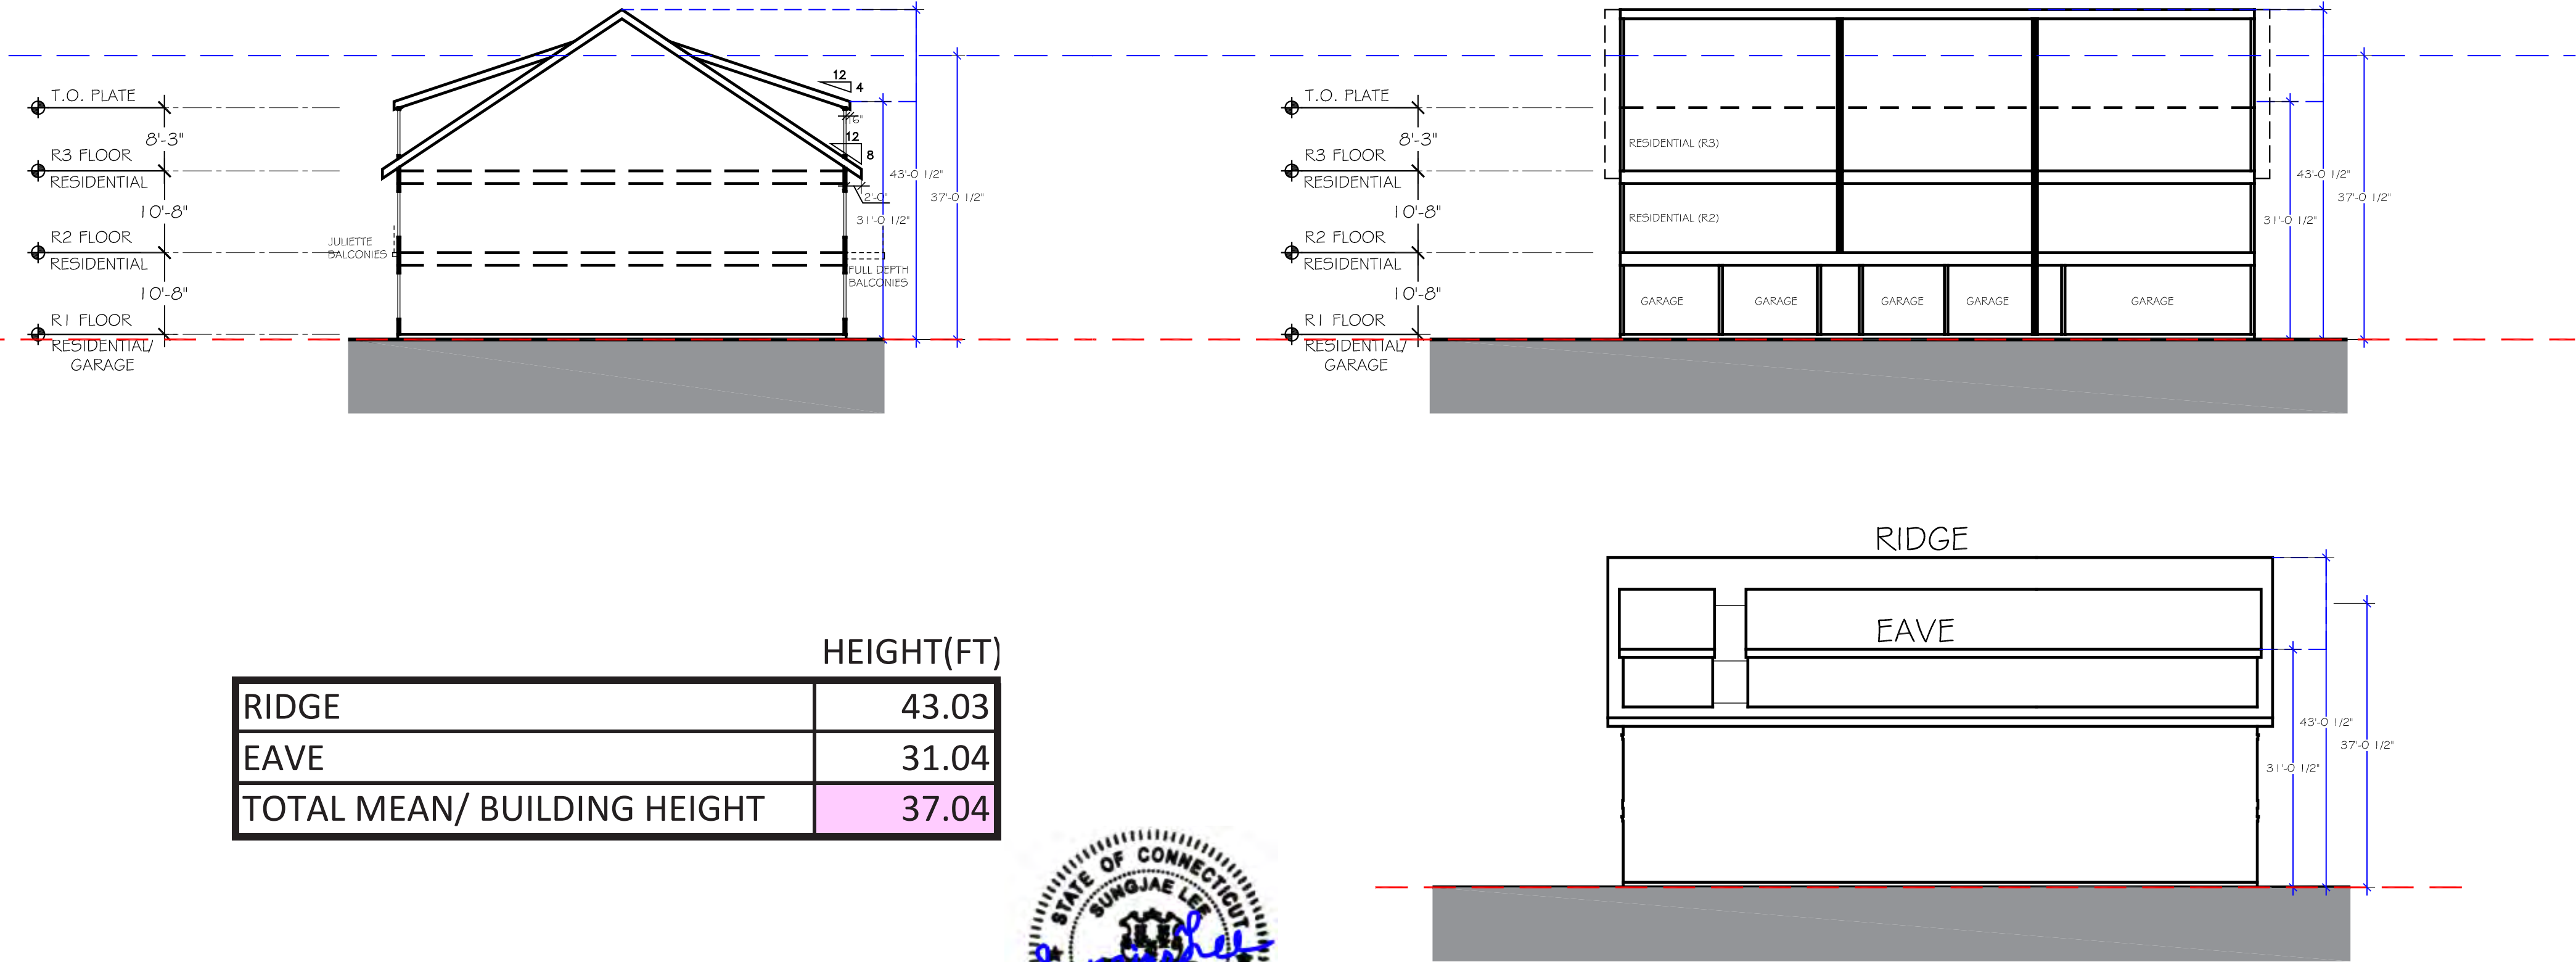 T.O. PLATE
8'-3"
R3 FLOOR
RESIDENTIAL
10'-8"
R2 FLOOR
RESIDENTIAL
10'-8"
R1 FLOOR
RESIDENTIAL/
GARAGE
JULIETTE
BALCONIES
12
4
16"
12
8
2'-0"
43'-0 1/2"
37'-0 1/2"
31'-0 1/2"
FULL DEPTH
BALCONIES
T.O. PLATE
8'-3"
R3 FLOOR
RESIDENTIAL
10'-8"
R2 FLOOR
RESIDENTIAL
10'-8"
R1 FLOOR
RESIDENTIAL/
GARAGE
RESIDENTIAL (R3)
RESIDENTIAL (R2)
GARAGE GARAGE GARAGE GARAGE GARAGE
43'-0 1/2"
37'-0 1/2"
31'-0 1/2"
RIDGE
EAVE
43'-0 1/2"
37'-0 1/2"
31'-0 1/2"
HEIGHT(FT)
RIDGE 43.03
EAVE 31.04
TOTAL MEAN/ BUILDING HEIGHT 37.04
STATE OF CONNECTICUT
SUNGJAE LEE